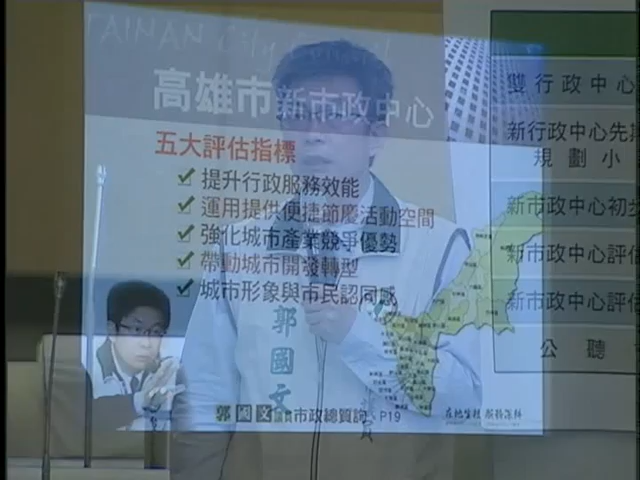 TAINAN City Council
高雄市新市政中心
五大評估指標
提升行政服務效能
運用提供便捷節慶活動空間
強化城市產業競爭優勢
帶動城市開發轉型
城市形象與市民認同感
郭國文
郭國文議員市政總質詢、P19
雙行政中心
新行政中心先期
規劃小
新市政中心初步
新市政中心評估
新市政中心評估
公聽